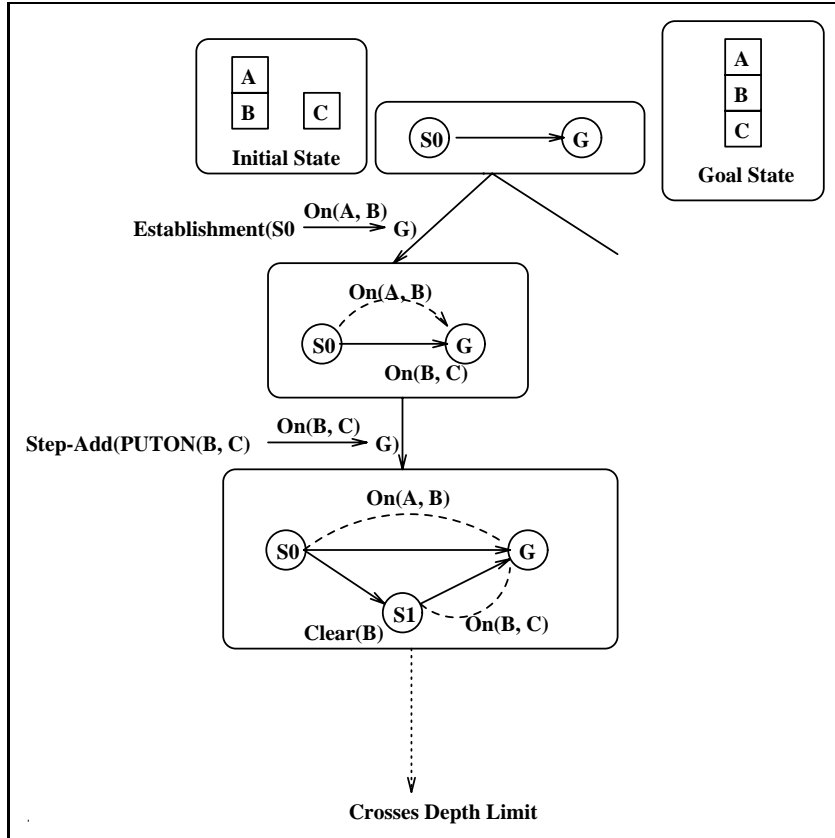 A
B
C
Initial State
S0
G
A
B
C
Goal State
On(A, B)
Establishment(S0 G)
On(A, B)
S0
G
On(B, C)
On(B, C)
Step-Add(PUTON(B, C) G)
On(A, B)
S0
G
S1
Clear(B)
On(B, C)
Crosses Depth Limit